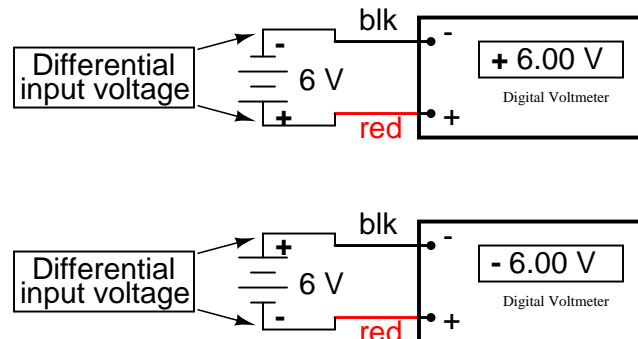 blk
-
-
+ 6.00 V
Differential
input voltage
6 V
Digital Voltmeter
+
+
red
blk
+
-
- 6.00 V
Differential
input voltage
6 V
Digital Voltmeter
-
+
red